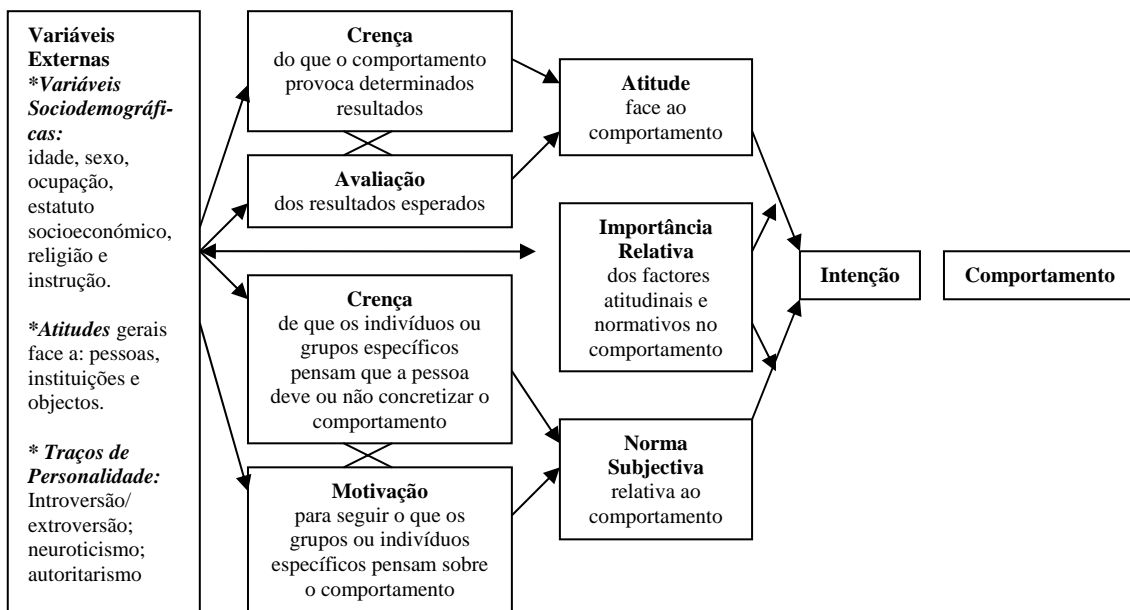 Variáveis
Externas
*Variáveis
Sociodemográfi-
cas:
idade, sexo,
ocupação,
estatuto
socioeconómico,
religião e
instrução.
*Atitudes gerais
face a: pessoas,
instituições e
objectos.
* Traços de
Personalidade:
Introversão/
extroversão;
neuroticismo;
autoritarismo
Crença
do que o comportamento
provoca determinados
resultados
Avaliação
dos resultados esperados
Crença
de que os indivíduos ou
grupos específicos
pensam que a pessoa
deve ou não concretizar o
comportamento
Motivação
para seguir o que os
grupos ou indivíduos
específicos pensam sobre
o comportamento
Atitude
face ao
comportamento
Importância
Relativa
dos factores
atitudinais e
normativos no
comportamento
Norma
Subjectiva
relativa ao
comportamento
Intenção
Comportamento